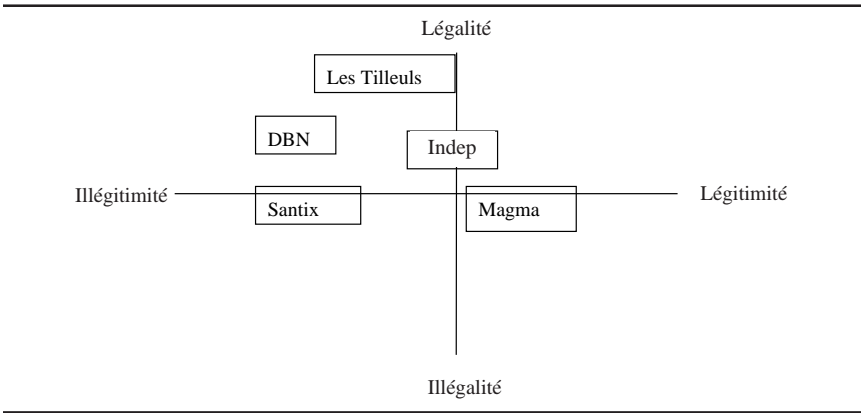 Légalité
Les Tilleuls
DBN
Indep
Illégitimité
Légitimité
Santix
Magma
Illégalité